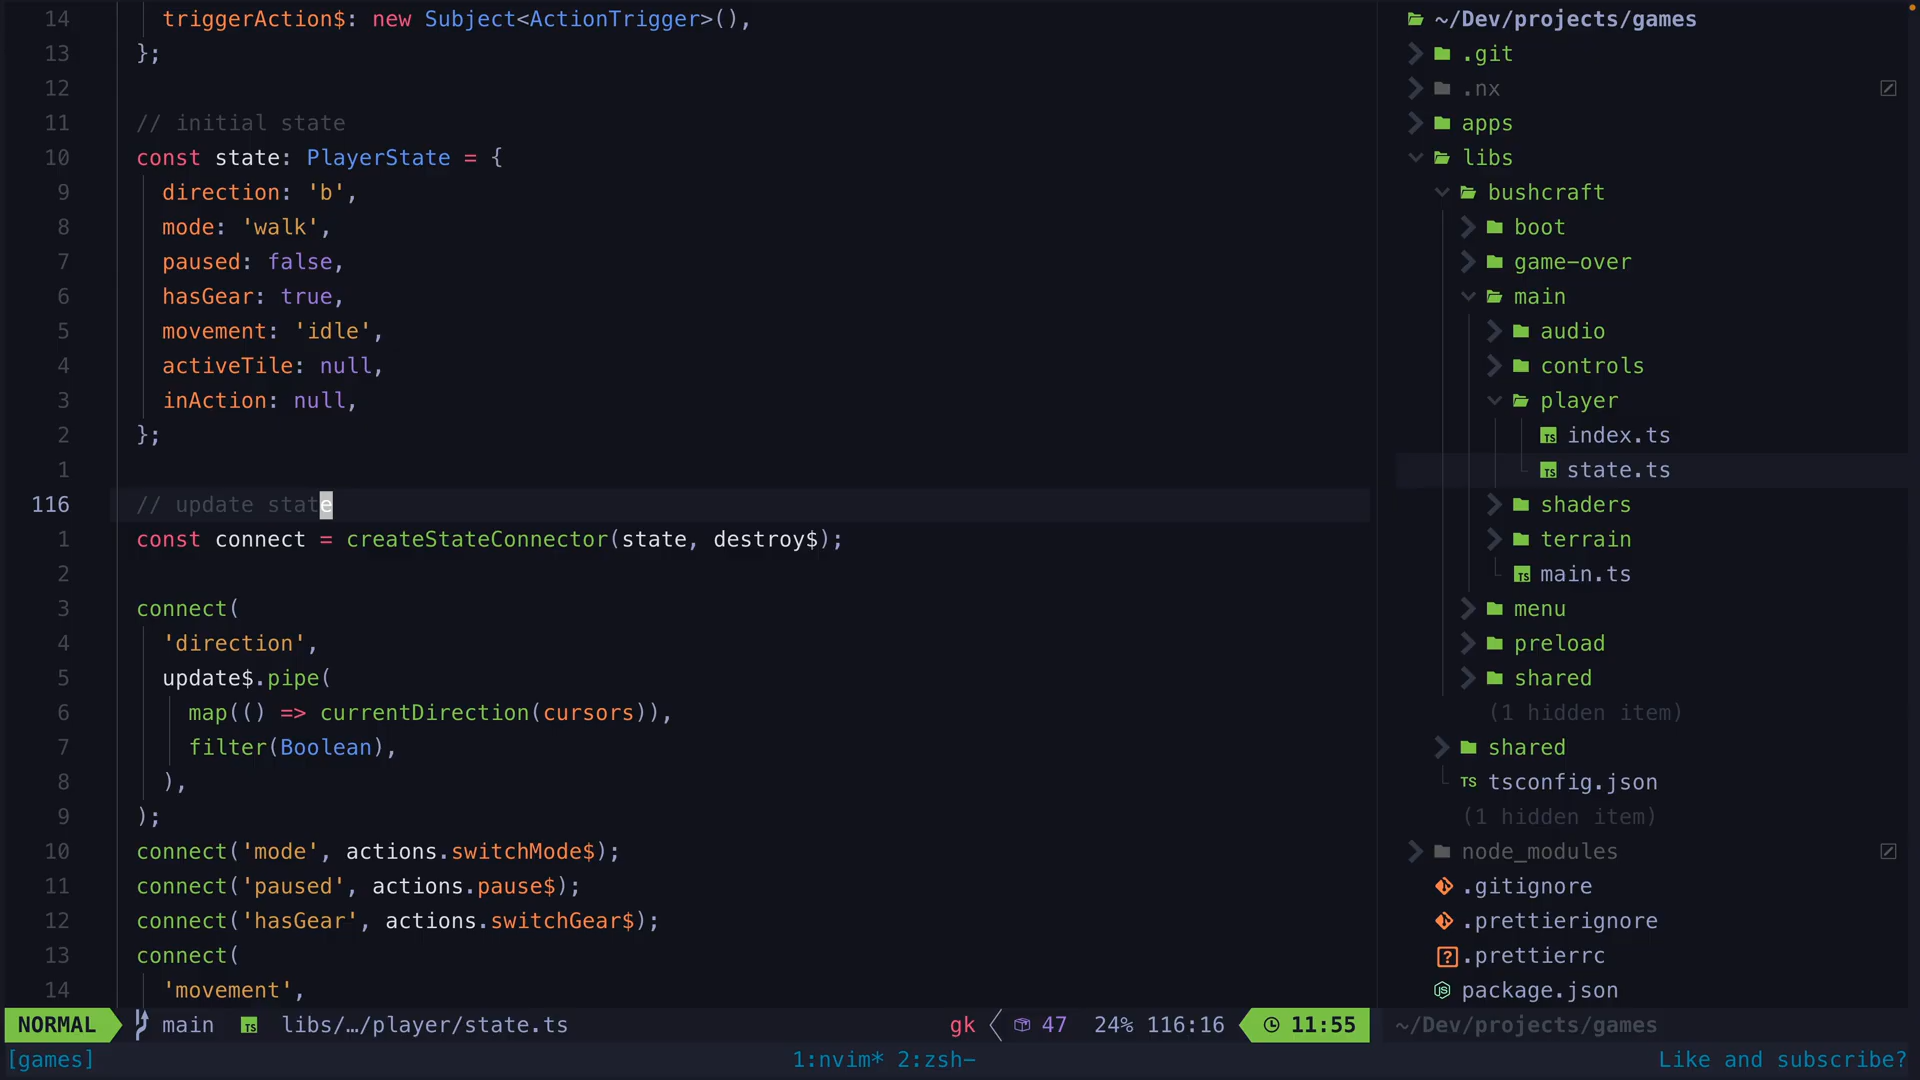 14 triggerAction$: new Subject<ActionTrigger>(),
13 };
12
11 // initial state
10 const state: PlayerState = {
9 direction: 'b',
8 mode: 'walk',
7 paused: false,
6 hasGear: true,
5 movement: 'idle',
4 activeTile: null,
3 inAction: null,
2 };
1
116 // update state
1 const connect = createStateConnector(state, destroy$);
2
3 connect(
4 'direction',
5 update$.pipe(
6 map(() => currentDirection(cursors)),
7 filter(Boolean),
8 ),
9 );
10 connect('mode', actions.switchMode$);
11 connect('paused', actions.pause$);
12 connect('hasGear', actions.switchGear$);
13 connect(
14 'movement',
NORMAL main TS libs/…/player/state.ts gk 47 24% 116:16 11:55
~/Dev/projects/games
.git
.nx
apps
libs
bushcraft
boot
game-over
main
audio
controls
player
TS index.ts
TS state.ts
shaders
terrain
TS main.ts
menu
preload
shared
(1 hidden item)
shared
TS tsconfig.json
(1 hidden item)
node_modules
.gitignore
.prettierignore
? .prettierrc
package.json
~/Dev/projects/games
[games] 1:nvim* 2:zsh- Like and subscribe?